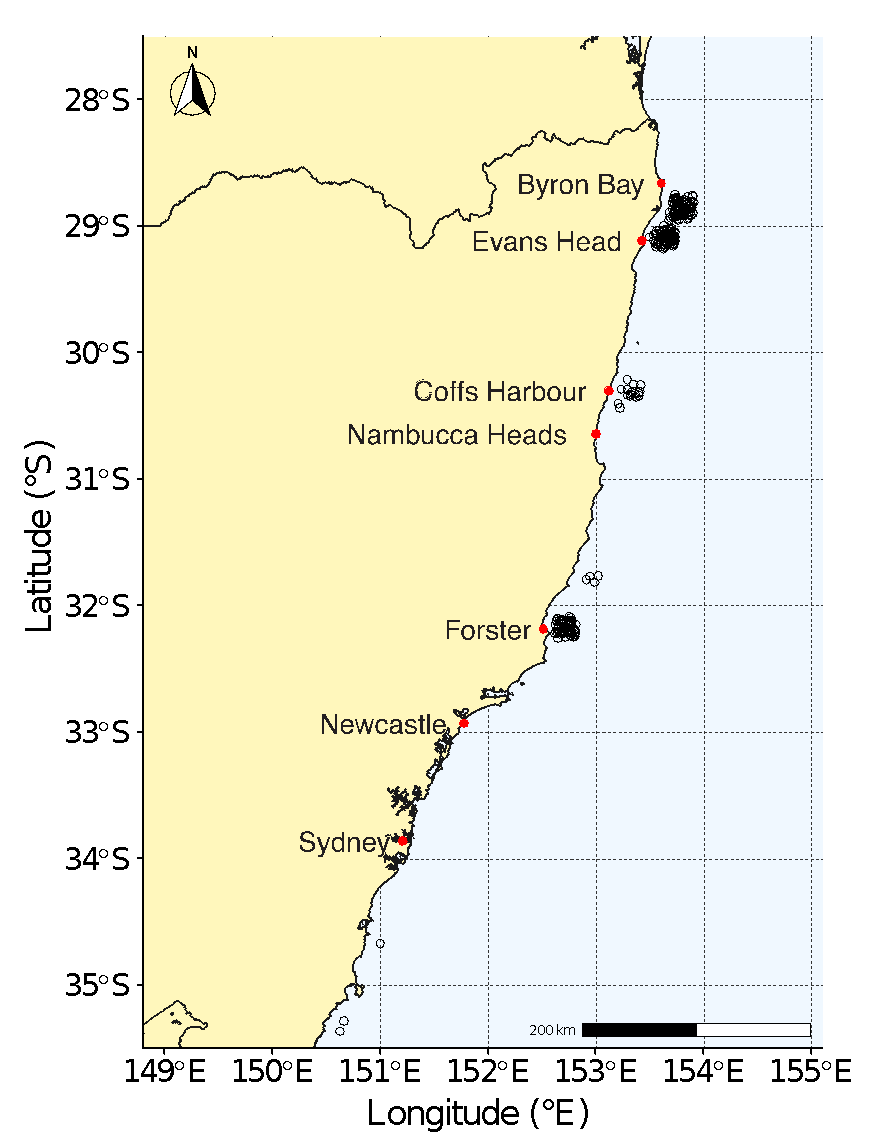 N
28°S
Byron Bay
29°S
Evans Head
30°S
Coffs Harbour
Nambucca Heads
31°S
Latitude (°S)
32°S
Forster
Newcastle
33°S
Sydney
34°S
35°S
200 km
149°E 150°E 151°E 152°E 153°E 154°E 155°E
Longitude (°E)